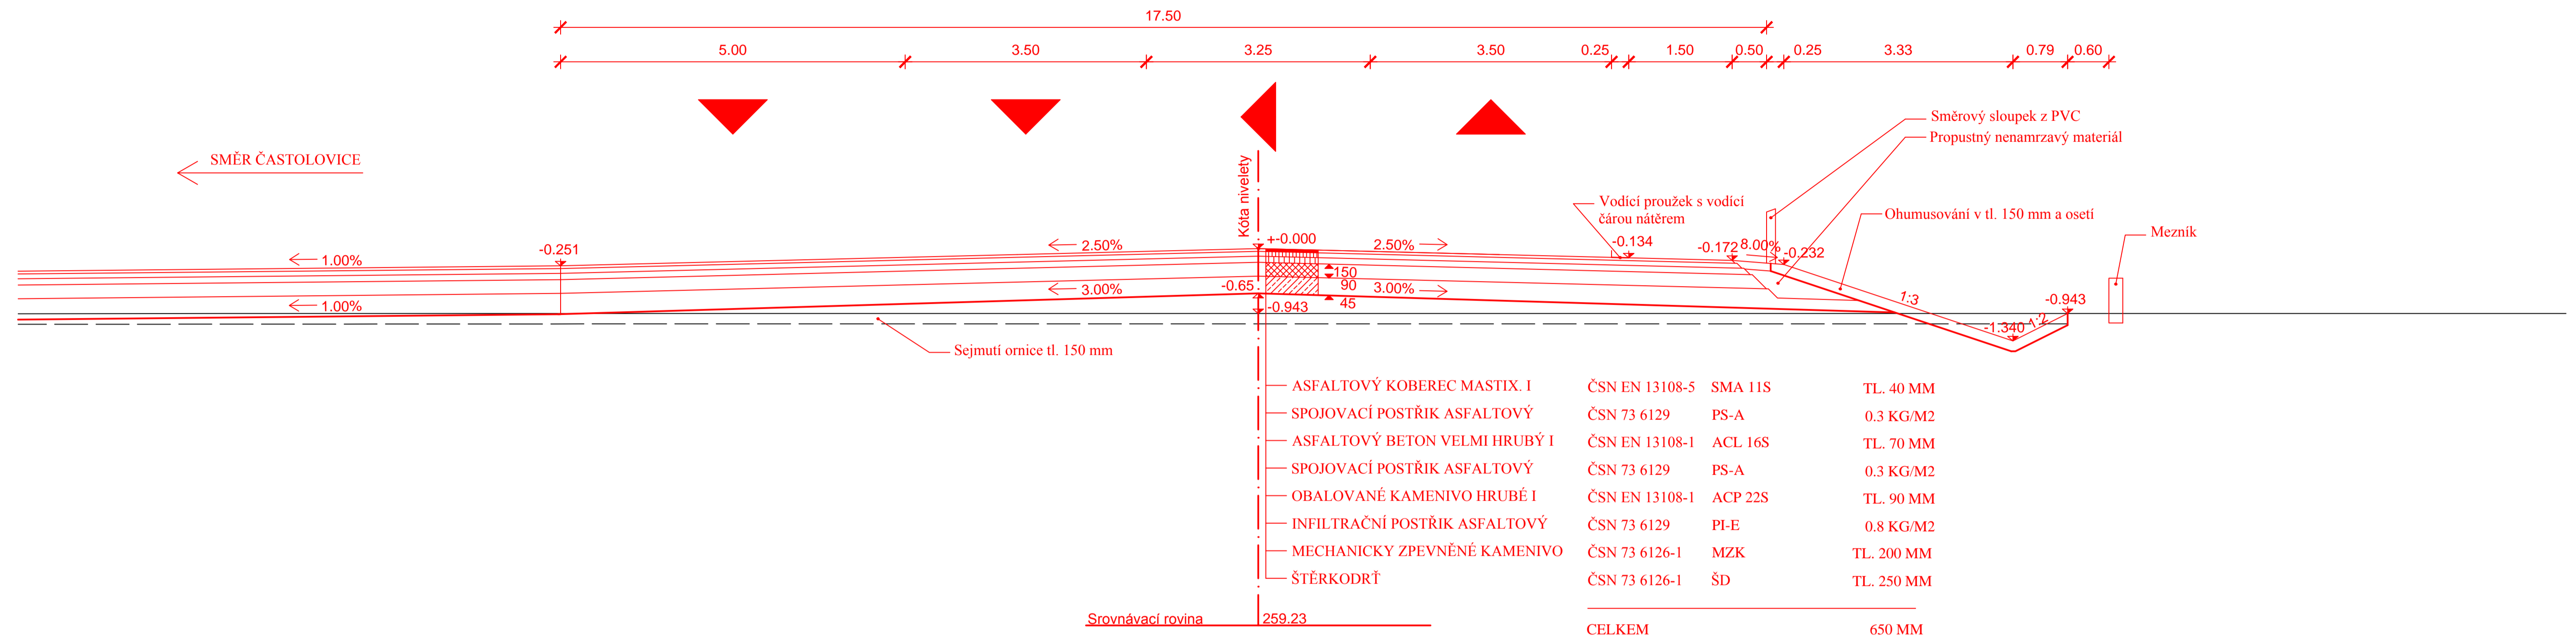 17.50
5.00 3.50 3.25 3.50 0.25 1.50 0.50 0.25 3.33 0.79 0.60
Směrový sloupek z PVC
Propustný nenamrzavý materiál
SMĚR ČASTOLOVICE
Kóta nivelety
Vodící proužek s vodící
čárou nátěrem
Ohumusování v tl. 150 mm a osetí
Mezník
-0.251
2.50%
+-0.000
2.50%
-0.134
-0.172
8.00%
-0.232
1.00%
1.00%
3.00%
-0.65
150
90
45
3.00%
-0.943
1:3
-1.340
1:2
-0.943
Sejmutí ornice tl. 150 mm
ASFALTOVÝ KOBEREC MASTIX. I ČSN EN 13108-5 SMA 11S TL. 40 MM
SPOJOVACÍ POSTŘIK ASFALTOVÝ ČSN 73 6129 PS-A 0.3 KG/M2
ASFALTOVÝ BETON VELMI HRUBÝ I ČSN EN 13108-1 ACL 16S TL. 70 MM
SPOJOVACÍ POSTŘIK ASFALTOVÝ ČSN 73 6129 PS-A 0.3 KG/M2
OBALOVANÉ KAMENIVO HRUBÉ I ČSN EN 13108-1 ACP 22S TL. 90 MM
INFILTRAČNÍ POSTŘIK ASFALTOVÝ ČSN 73 6129 PI-E 0.8 KG/M2
MECHANICKY ZPEVNĚNÉ KAMENIVO ČSN 73 6126-1 MZK TL. 200 MM
ŠTĚRKODRŤ ČSN 73 6126-1 ŠD TL. 250 MM
Srovnávací rovina 259.23
CELKEM 650 MM